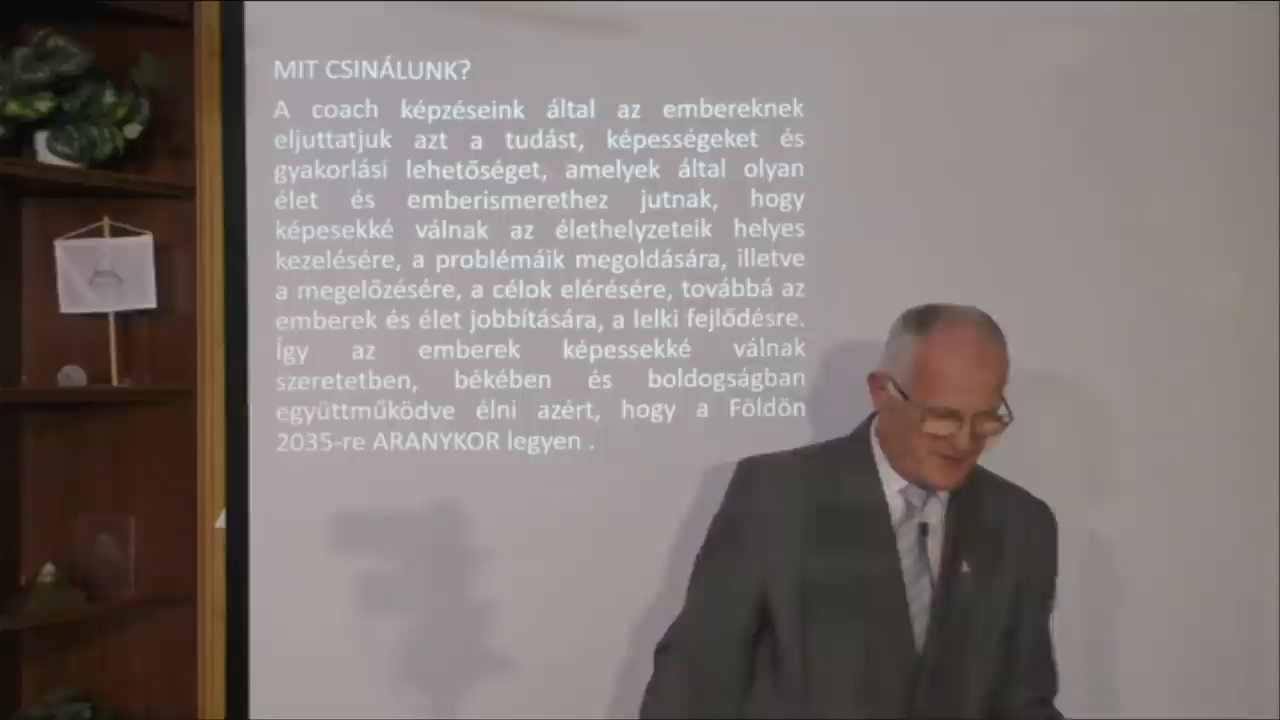 MIT CSINÁLUNK?
A coach képzéseink által az embereknek
eljuttatjuk azt a tudást, képességeket és
gyakorlási lehetőséget, amelyek által olyan
élet és emberismerethez jutnak, hogy
képesekké válnak az élethelyzeteik helyes
kezelésére, a problémáik megoldására, illetve
a megelőzésére, a célok elérésére, továbbá az
emberek és élet jobbítására, a lelki fejlődésre.
Így az emberek képessekké válnak
szeretetben, békében és boldogságban
együttműködve élni azért, hogy a Földön
2035-re ARANYKOR legyen .